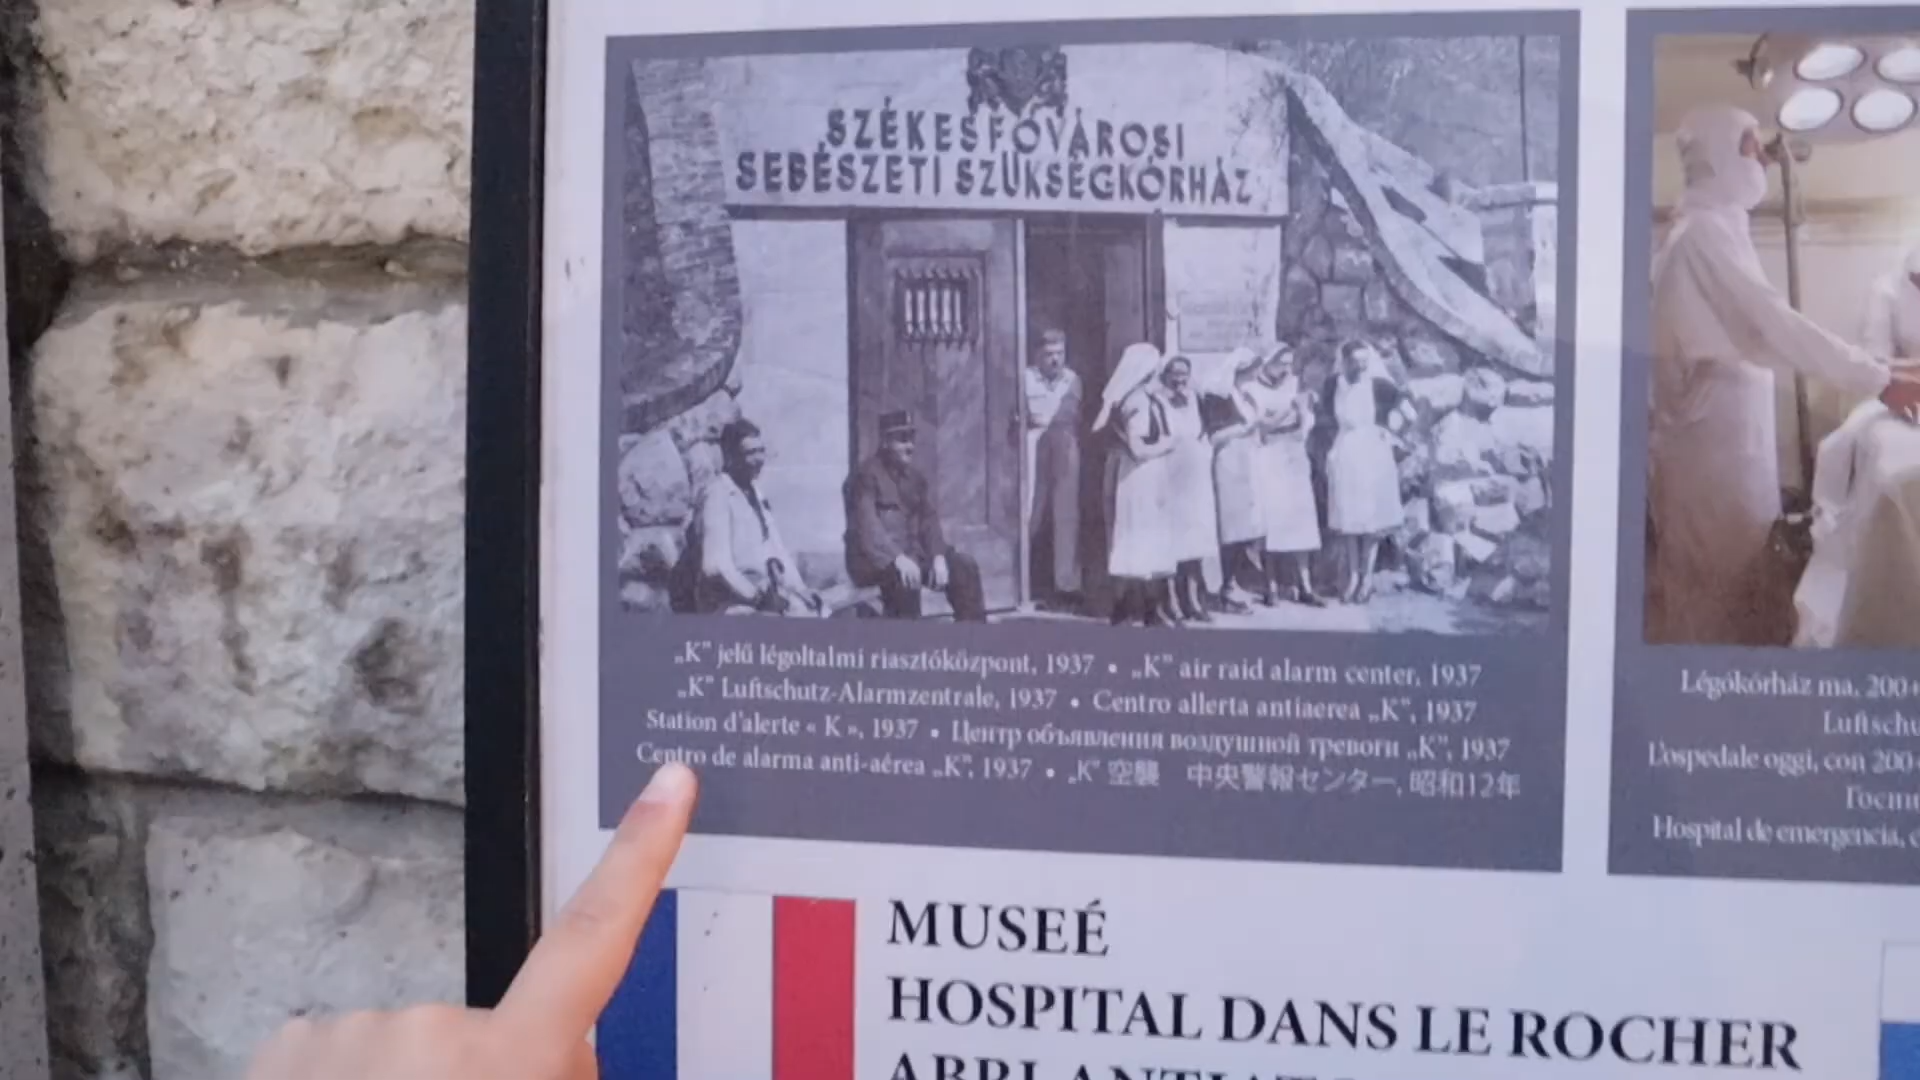 SZÉKESFŐVÁROSI
SEBÉSZETI SZÜKSÉGKÓRHÁZ
„K” jelű légoltalmi riasztóközpont, 1937 • „K” air raid alarm center, 1937
„K” Luftschutz-Alarmzentrale, 1937 • Centro allerta antiaerea „K”, 1937
Station d'alerte « K », 1937 • Центр объявления воздушной тревоги „K”, 1937
Centro de alarma anti-aérea „K”, 1937 • „K” 空襲 中央警報センター, 昭和12年
Légókórház ma, 200
L'ospedale oggi, con 200
Hospital de emergencia,
MUSEÉ
HOSPITAL DANS LE ROCHER